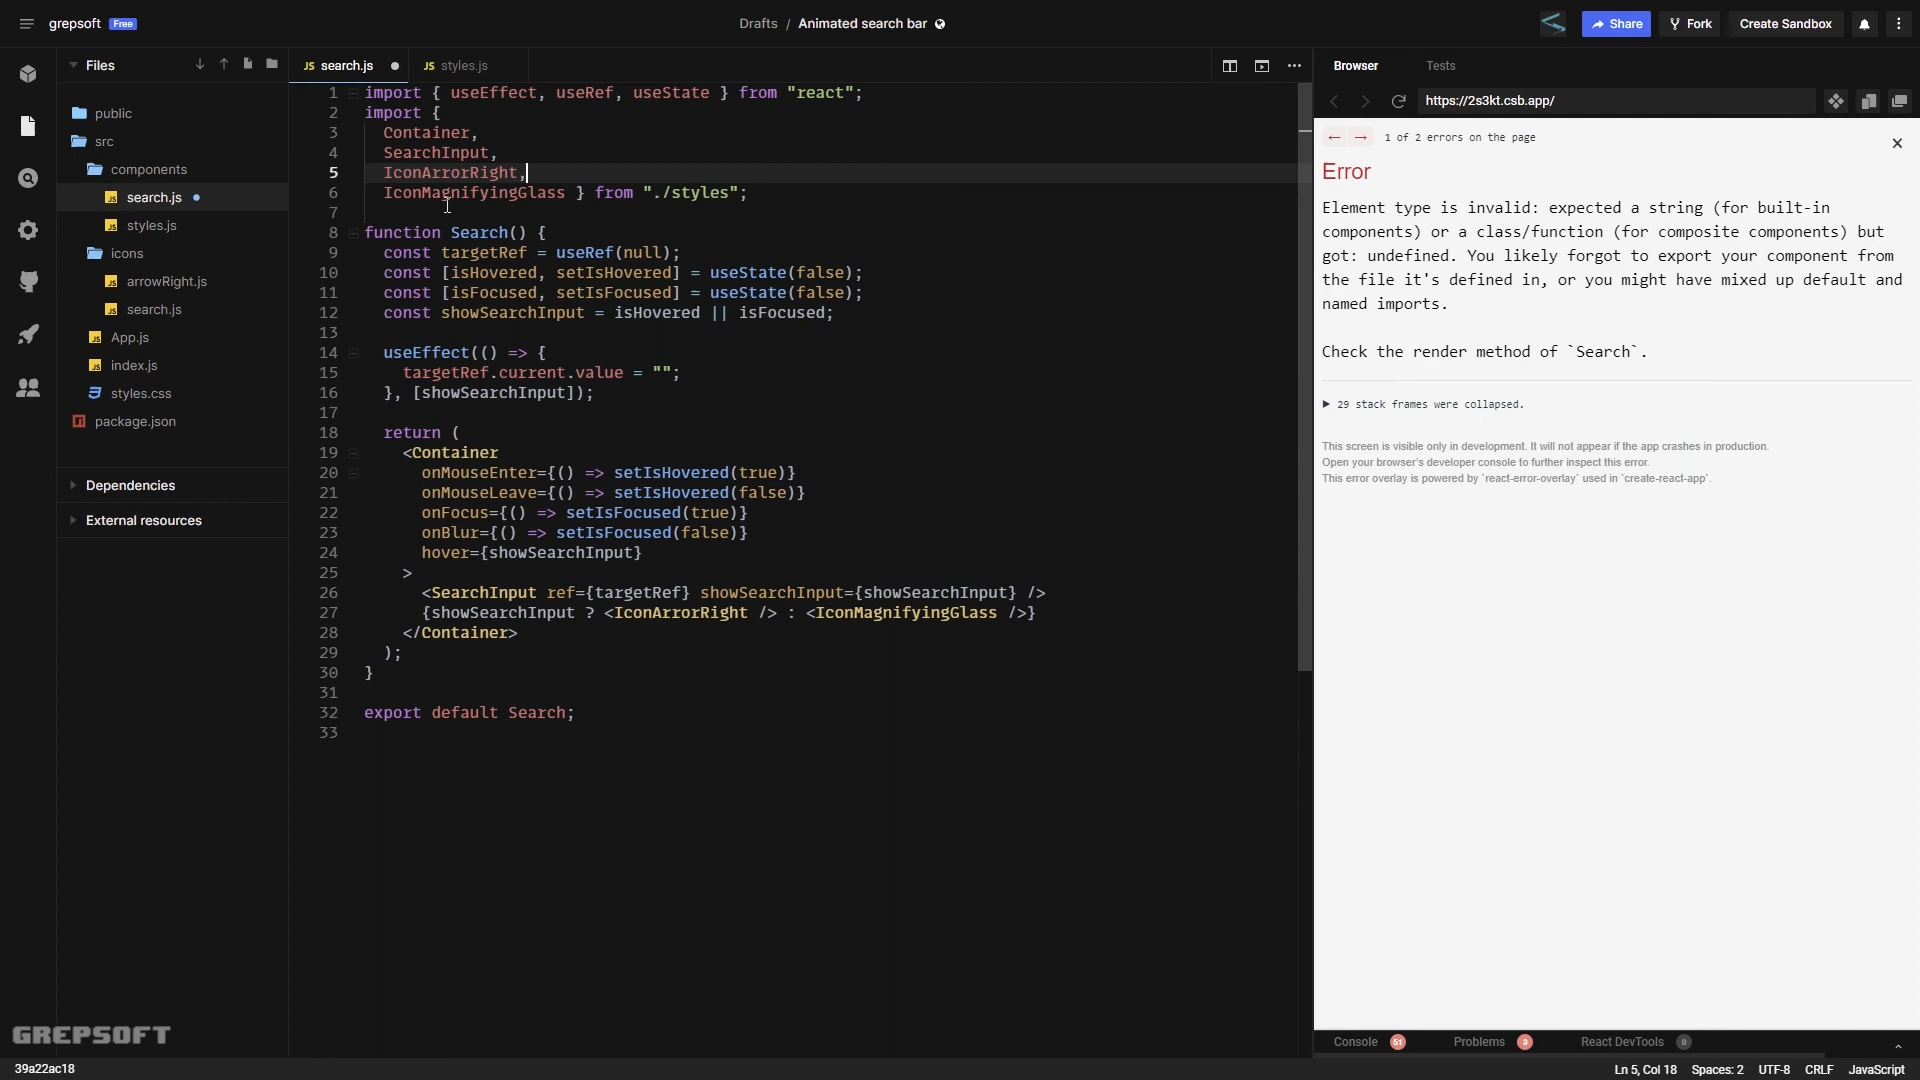 grepsoft Free
Drafts / Animated search bar
Share
Fork
Create Sandbox
Files
public
src
components
search.js
styles.js
icons
arrowRight.js
search.js
App.js
index.js
styles.css
package.json
Dependencies
External resources
JS search.js
JS styles.js
1 import { useEffect, useRef, useState } from "react";
2 import {
3 Container,
4 SearchInput,
5 IconArrorRight,
6 IconMagnifyingGlass } from "./styles";
7
8 function Search() {
9 const targetRef = useRef(null);
10 const [isHovered, setIsHovered] = useState(false);
11 const [isFocused, setIsFocused] = useState(false);
12 const showSearchInput = isHovered || isFocused;
13
14 useEffect(() => {
15 targetRef.current.value = "";
16 }, [showSearchInput]);
17
18 return (
19 <Container
20 onMouseEnter={() => setIsHovered(true)}
21 onMouseLeave={() => setIsHovered(false)}
22 onFocus={() => setIsFocused(true)}
23 onBlur={() => setIsFocused(false)}
24 hover={showSearchInput}
25 >
26 <SearchInput ref={targetRef} showSearchInput={showSearchInput} />
27 {showSearchInput ? <IconArrorRight /> : <IconMagnifyingGlass />}
28 </Container>
29 );
30 }
31
32 export default Search;
33
Browser
Tests
https://2s3kt.csb.app/
← → 1 of 2 errors on the page
Error
Element type is invalid: expected a string (for built-in
components) or a class/function (for composite components) but
got: undefined. You likely forgot to export your component from
the file it's defined in, or you might have mixed up default and
named imports.
Check the render method of `Search`.
▶ 29 stack frames were collapsed.
This screen is visible only in development. It will not appear if the app crashes in production.
Open your browser's developer console to further inspect this error.
This error overlay is powered by `react-error-overlay` used in `create-react-app`.
GREPSOFT
Console 51
Problems 3
React DevTools 0
39a22ac18
Ln 5, Col 18 Spaces: 2 UTF-8 CRLF JavaScript